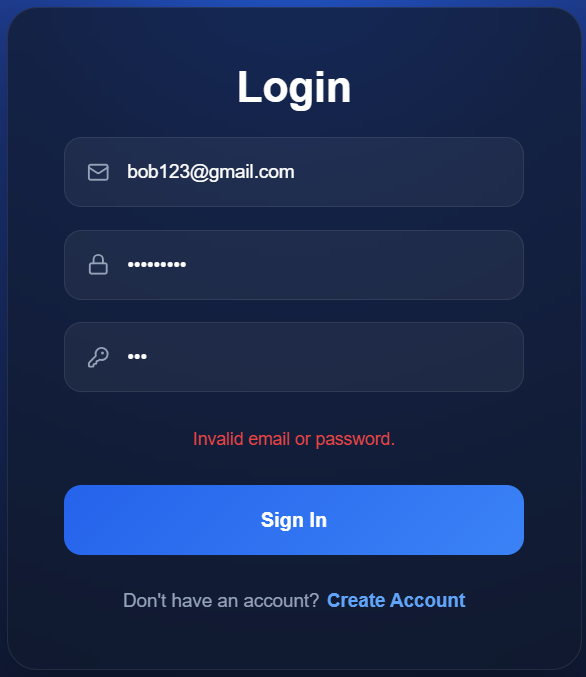 Login
bob123@gmail.com
•••••••••
•••
Invalid email or password.
Sign In
Don't have an account? Create Account